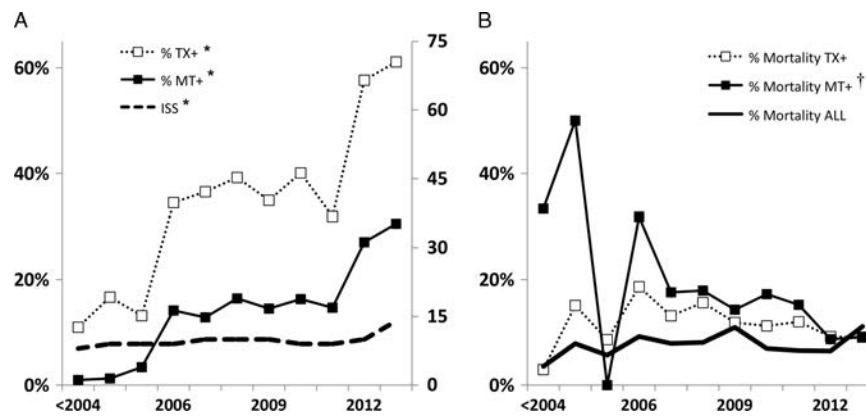 A
B
% TX+ *
% MT+ *
ISS *
60%
40%
20%
0%
75
60
45
30
15
0
<2004
2006
2009
2012
% Mortality TX+
% Mortality MT+ †
% Mortality ALL
60%
40%
20%
0%
<2004
2006
2009
2012